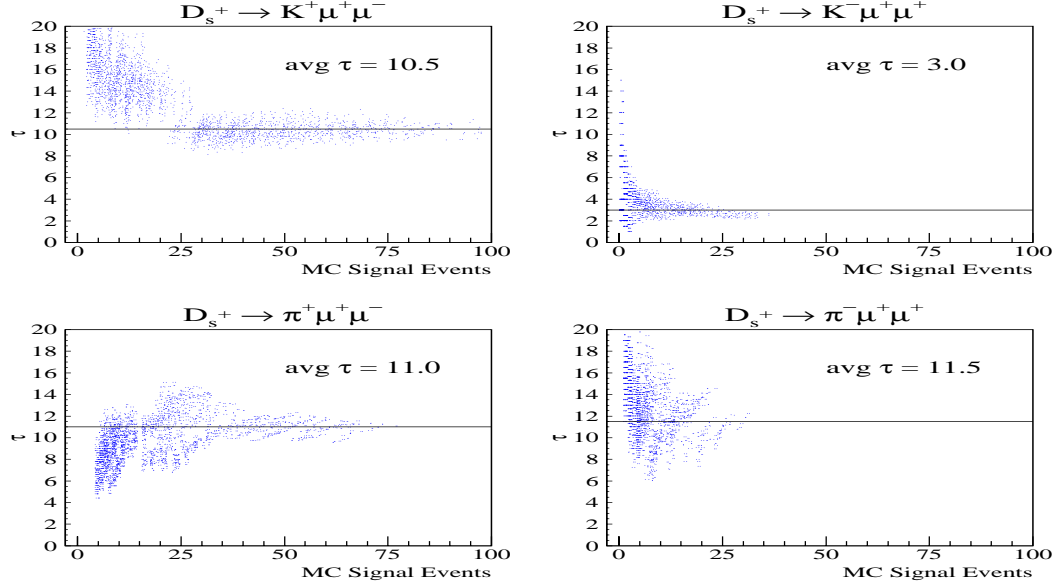 D_s^+ → K^+ μ^+ μ^-
20
18
16
14
12
10
8
6
4
2
0
τ
avg τ = 10.5
0 25 50 75 100
MC Signal Events
D_s^+ → K^- μ^+ μ^+
20
18
16
14
12
10
8
6
4
2
0
τ
avg τ = 3.0
0 25 50 75 100
MC Signal Events
D_s^+ → π^+ μ^+ μ^-
20
18
16
14
12
10
8
6
4
2
0
τ
avg τ = 11.0
0 25 50 75 100
MC Signal Events
D_s^+ → π^- μ^+ μ^+
20
18
16
14
12
10
8
6
4
2
0
τ
avg τ = 11.5
0 25 50 75 100
MC Signal Events